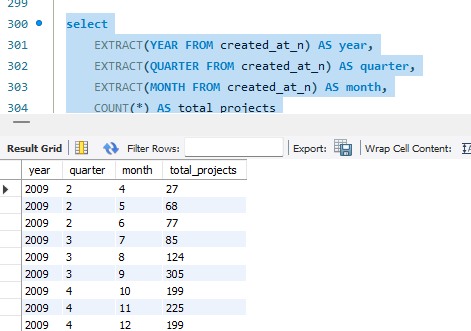 299
300 select
301 EXTRACT(YEAR FROM created_at_n) AS year,
302 EXTRACT(QUARTER FROM created_at_n) AS quarter,
303 EXTRACT(MONTH FROM created_at_n) AS month,
304 COUNT(*) AS total_projects
Result Grid Filter Rows: Export: Wrap Cell Content:
year quarter month total_projects
2009 2 4 27
2009 2 5 68
2009 2 6 77
2009 3 7 85
2009 3 8 124
2009 3 9 305
2009 4 10 199
2009 4 11 225
2009 4 12 199